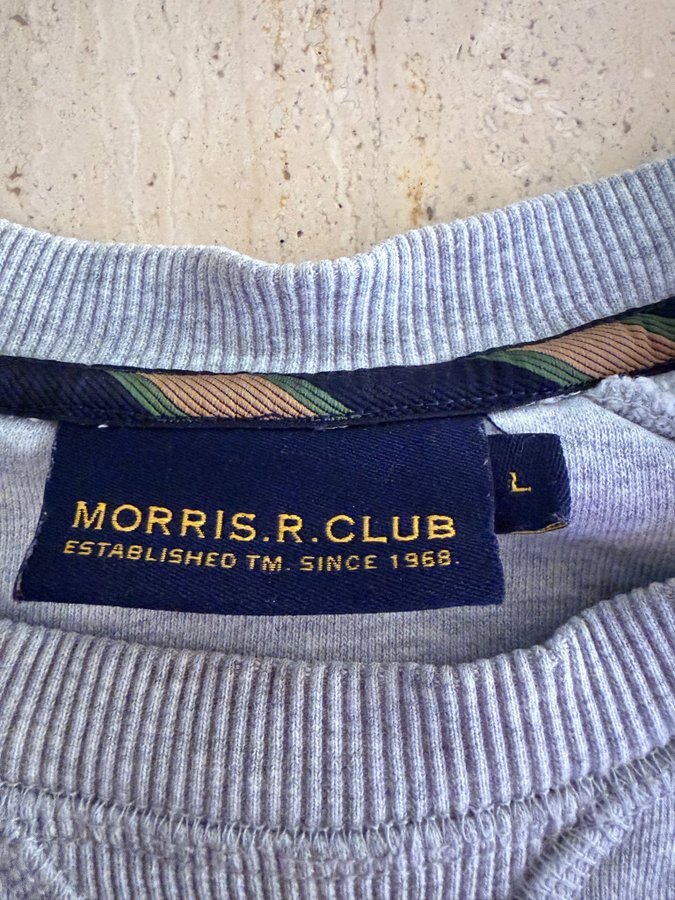 MORRIS.R.CLUB
ESTABLISHED TM. SINCE 1968.
L